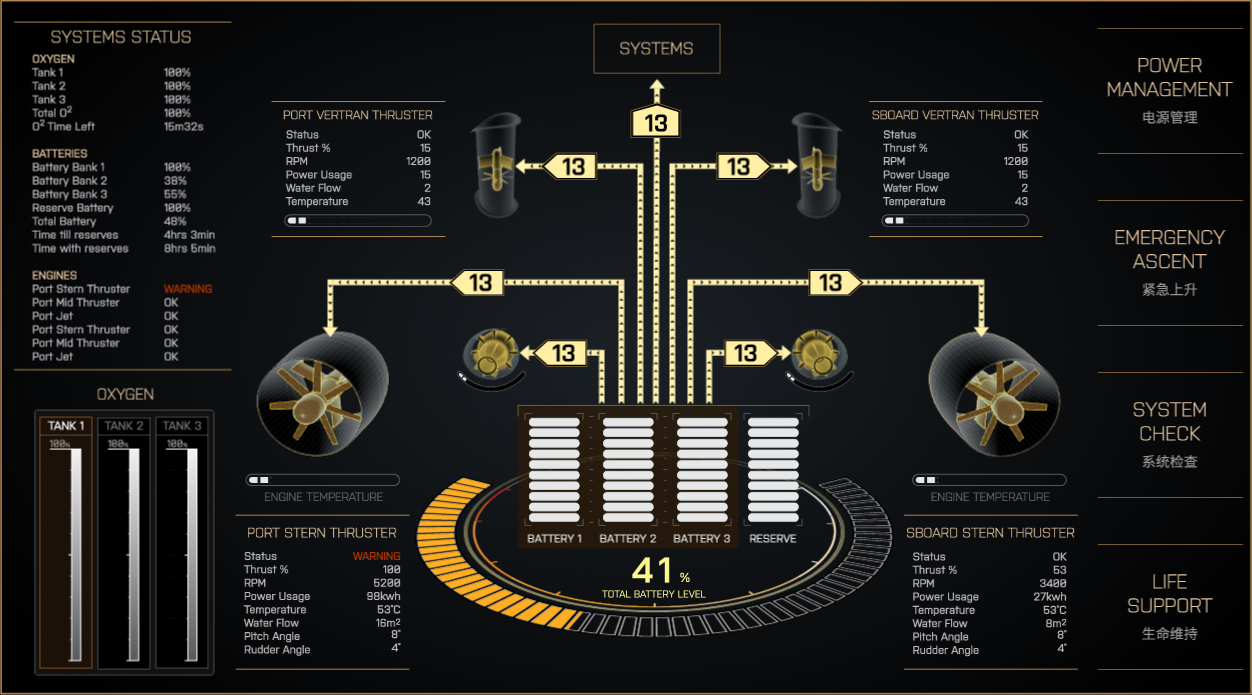 SYSTEMS STATUS
OXYGEN
Tank 1 100%
Tank 2 100%
Tank 3 100%
Total O2 100%
O2 Time Left 15m32s
BATTERIES
Battery Bank 1 100%
Battery Bank 2 38%
Battery Bank 3 55%
Reserve Battery 100%
Total Battery 48%
Time till reserves 4hrs 3min
Time with reserves 8hrs 5min
ENGINES
Port Stern Thruster WARNING
Port Mid Thruster OK
Port Jet OK
Port Stern Thruster OK
Port Mid Thruster OK
Port Jet OK
OXYGEN
TANK 1 TANK 2 TANK 3
100% 100% 100%
SYSTEMS
13
13 13
13 13
13 13
PORT VERTRAN THRUSTER
Status OK
Thrust % 15
RPM 1200
Power Usage 15
Water Flow 2
Temperature 43
SBOARD VERTRAN THRUSTER
Status OK
Thrust % 15
RPM 1200
Power Usage 15
Water Flow 2
Temperature 43
ENGINE TEMPERATURE
PORT STERN THRUSTER
Status WARNING
Thrust % 100
RPM 5200
Power Usage 98kwh
Temperature 53°C
Water Flow 16m2
Pitch Angle 8°
Rudder Angle 4°
BATTERY 1 BATTERY 2 BATTERY 3 RESERVE
41 %
TOTAL BATTERY LEVEL
ENGINE TEMPERATURE
SBOARD STERN THRUSTER
Status OK
Thrust % 53
RPM 3400
Power Usage 27kwh
Temperature 53°C
Water Flow 8m2
Pitch Angle 8°
Rudder Angle 4°
POWER
MANAGEMENT
电源管理
EMERGENCY
ASCENT
紧急上升
SYSTEM
CHECK
系统检查
LIFE
SUPPORT
生命维持